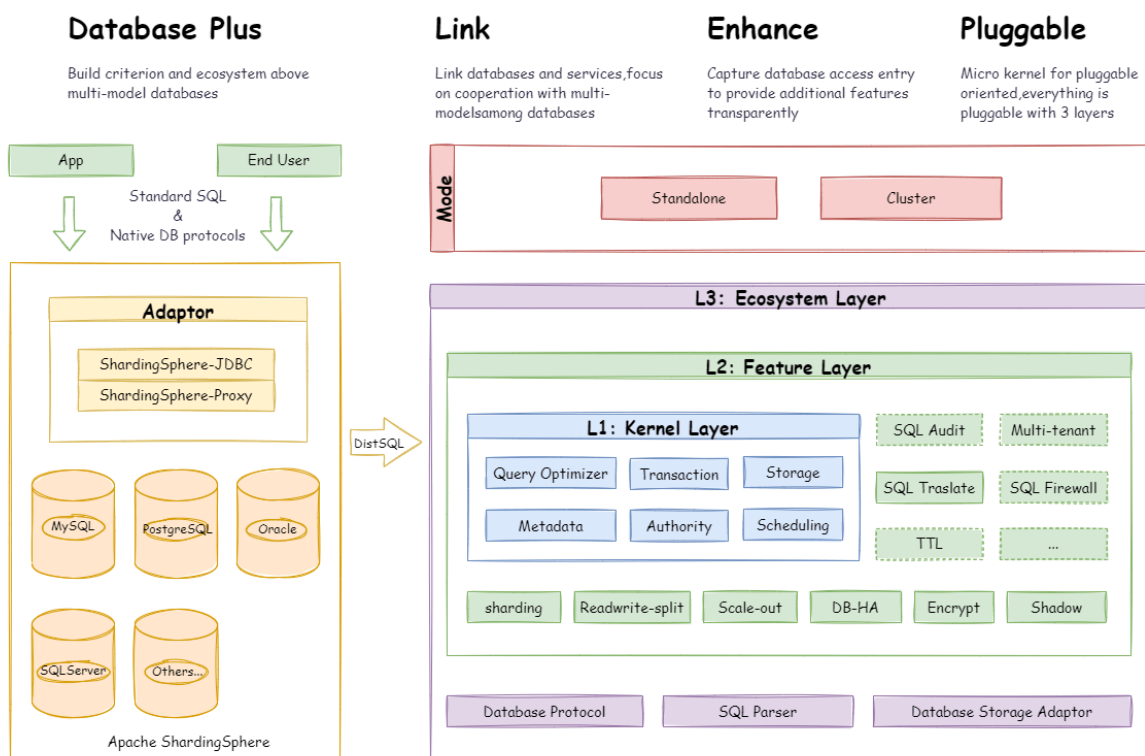 Database Plus
Build criterion and ecosystem above
multi-model databases
Link
Link databases and services,focus
on cooperation with multi-
modelsamong databases
Enhance
Capture database access entry
to provide additional features
transparently
Pluggable
Micro kernel for pluggable
oriented,everything is
pluggable with 3 layers
App
End User
Standard SQL
&
Native DB protocols
Adaptor
ShardingSphere-JDBC
ShardingSphere-Proxy
MySQL
PostgreSQL
Oracle
SQLServer
Others...
Apache ShardingSphere
DistSQL
Mode
Standalone
Cluster
L3: Ecosystem Layer
L2: Feature Layer
L1: Kernel Layer
Query Optimizer
Transaction
Storage
Metadata
Authority
Scheduling
SQL Audit
Multi-tenant
SQL Traslate
SQL Firewall
TTL
...
sharding
Readwrite-split
Scale-out
DB-HA
Encrypt
Shadow
Database Protocol
SQL Parser
Database Storage Adaptor